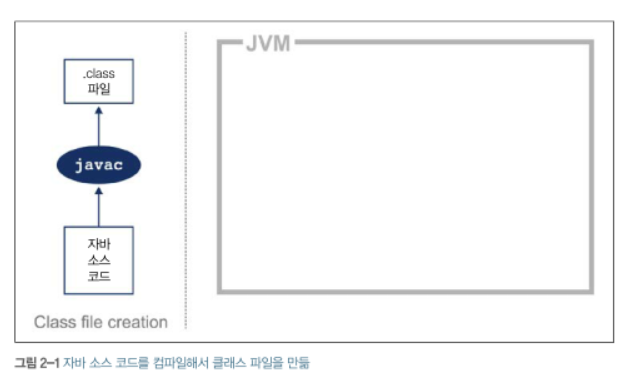 JVM
.class
파일
javac
자바
소스
코드
Class file creation
그림 2-1 자바 소스 코드를 컴파일해서 클래스 파일을 만듦